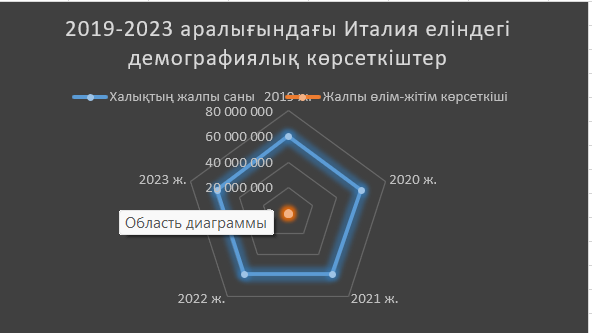 2019-2023 аралығындағы Италия еліндегі
демографиялық көрсеткіштер
Халықтың жалпы саны 2019 ж. Жалпы өлім-жітім көрсеткіші
80 000 000
60 000 000
40 000 000
2023 ж. 2020 ж.
20 000 000
Область диаграммы
2022 ж. 2021 ж.